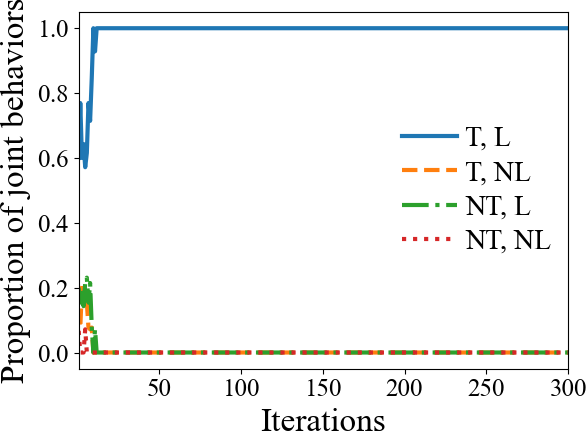 Proportion of joint behaviors
1.0
0.8
0.6
0.4
0.2
0.0
T, L
T, NL
NT, L
NT, NL
50 100 150 200 250 300
Iterations